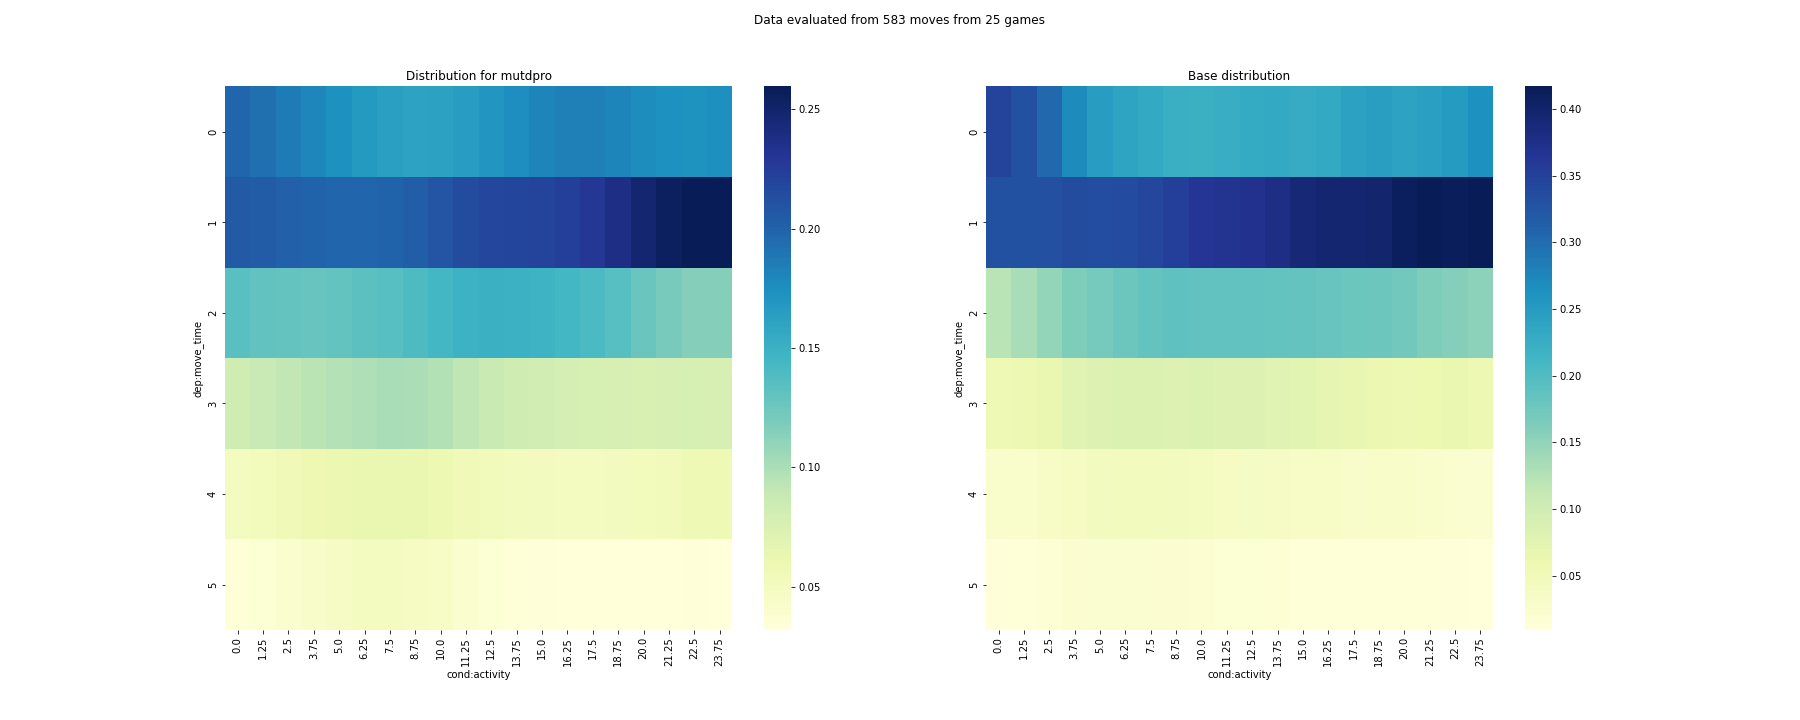 Data evaluated from 583 moves from 25 games
Distribution for mutdpro
dep:move_time
0
1
2
3
4
5
0.0 1.25 2.5 3.75 5.0 6.25 7.5 8.75 10.0 11.25 12.5 13.75 15.0 16.25 17.5 18.75 20.0 21.25 22.5 23.75
cond:activity
0.25
0.20
0.15
0.10
0.05
Base distribution
dep:move_time
0
1
2
3
4
5
0.0 1.25 2.5 3.75 5.0 6.25 7.5 8.75 10.0 11.25 12.5 13.75 15.0 16.25 17.5 18.75 20.0 21.25 22.5 23.75
cond:activity
0.40
0.35
0.30
0.25
0.20
0.15
0.10
0.05